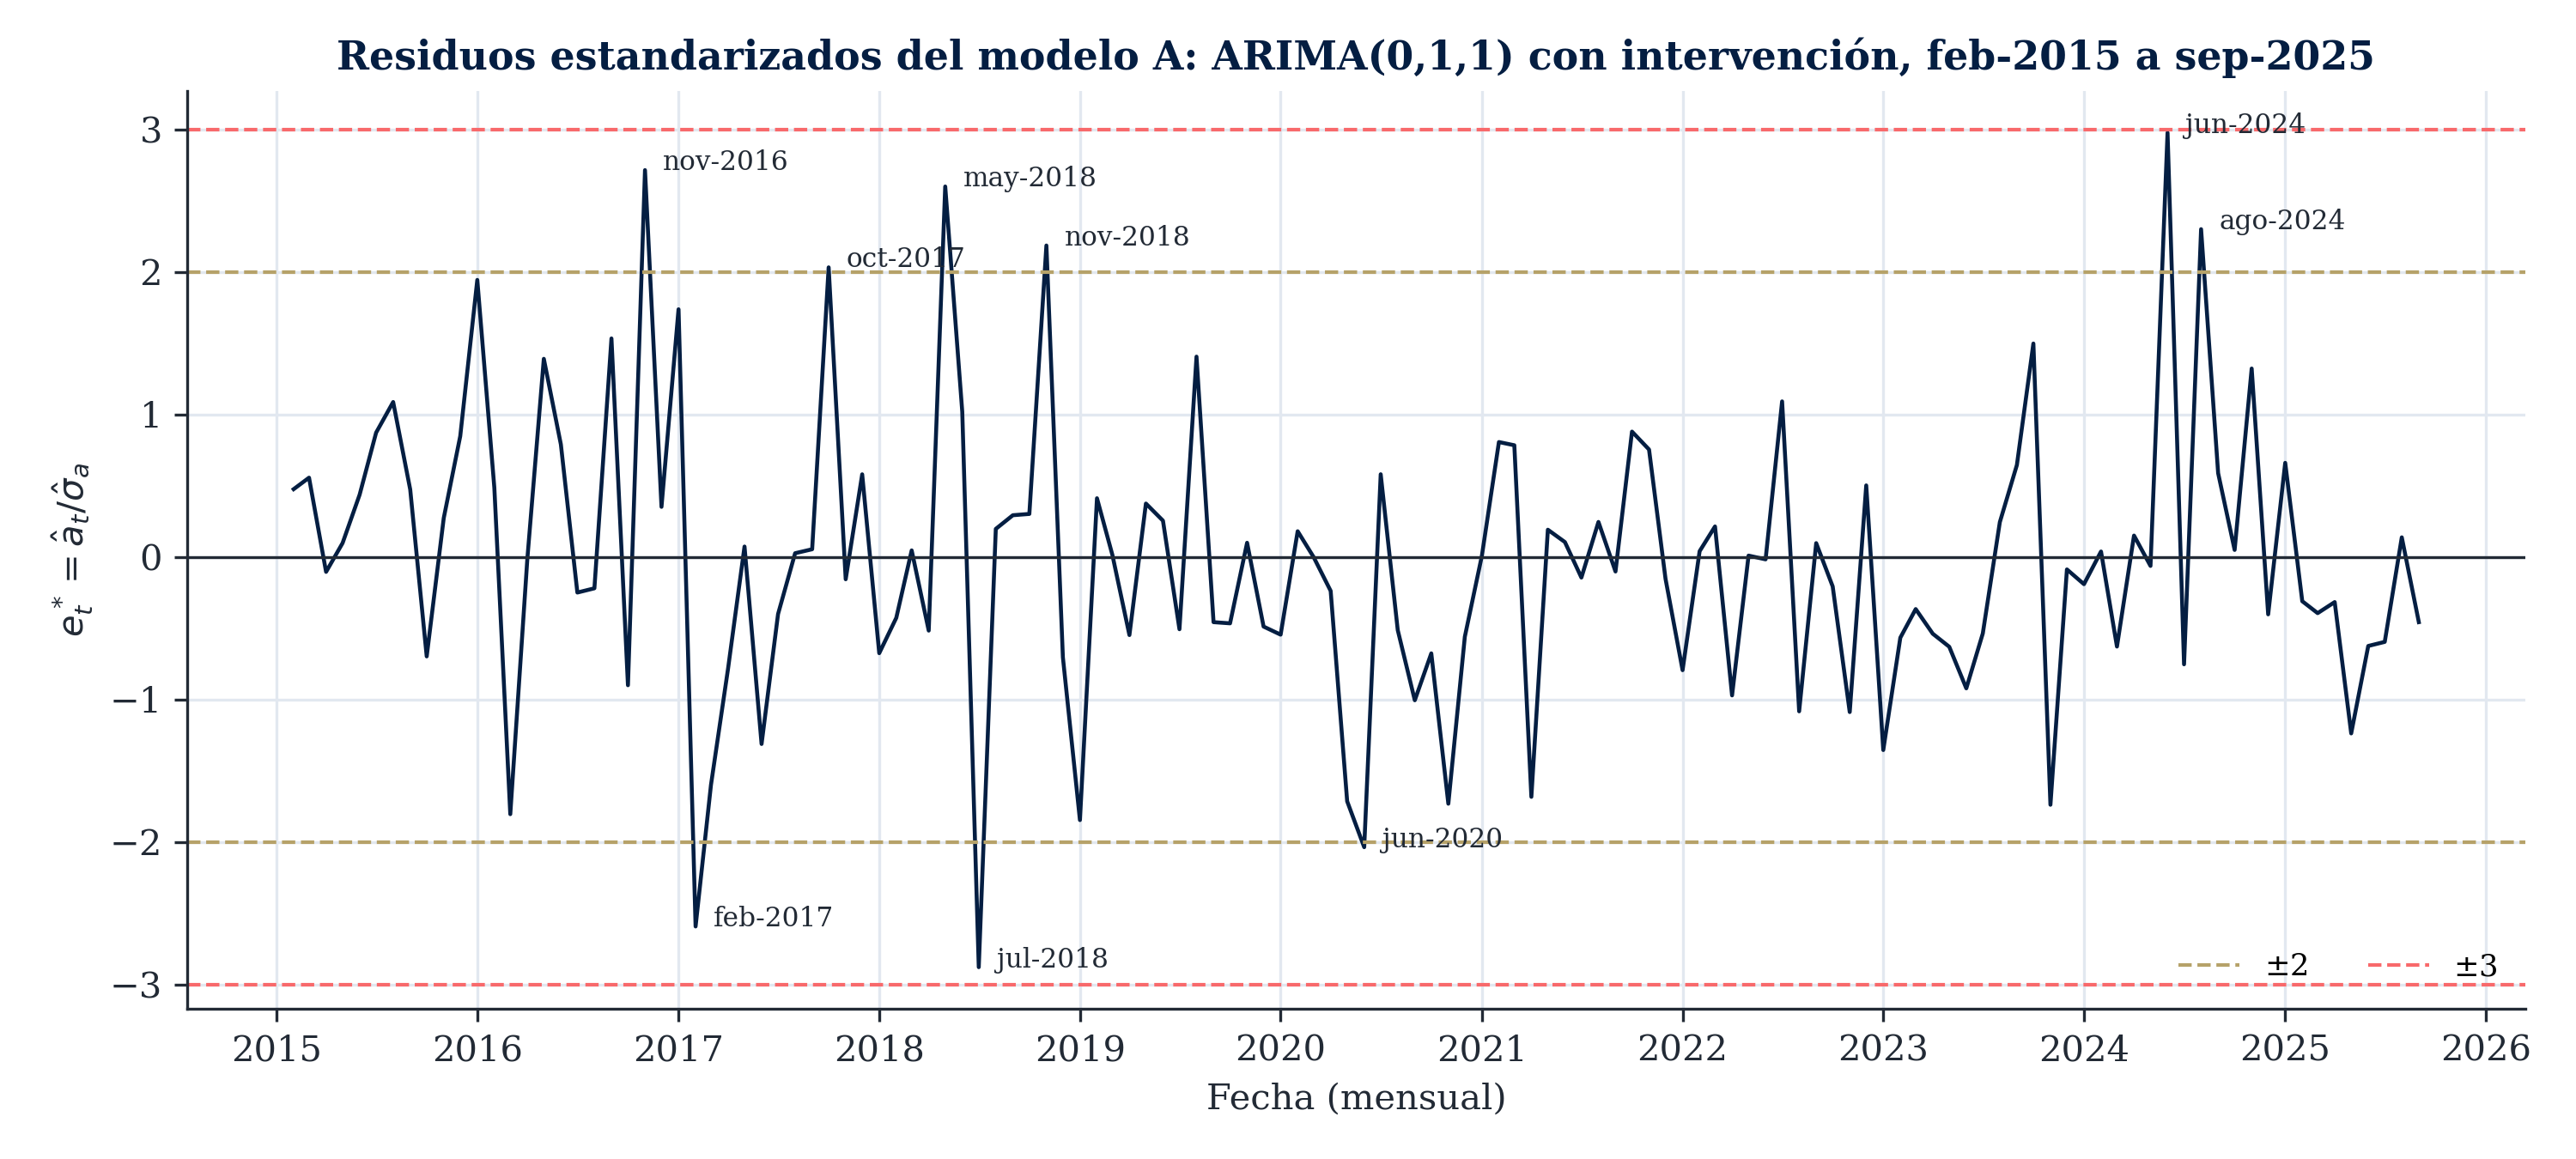 Residuos estandarizados del modelo A: ARIMA(0,1,1) con intervención, feb-2015 a sep-2025
3
2
1
0
−1
−2
−3
e*t = ât/σ̂a
jun-2024
nov-2016
may-2018
ago-2024
nov-2018
oct-2017
jun-2020
feb-2017
jul-2018
±2 ±3
2015 2016 2017 2018 2019 2020 2021 2022 2023 2024 2025 2026
Fecha (mensual)